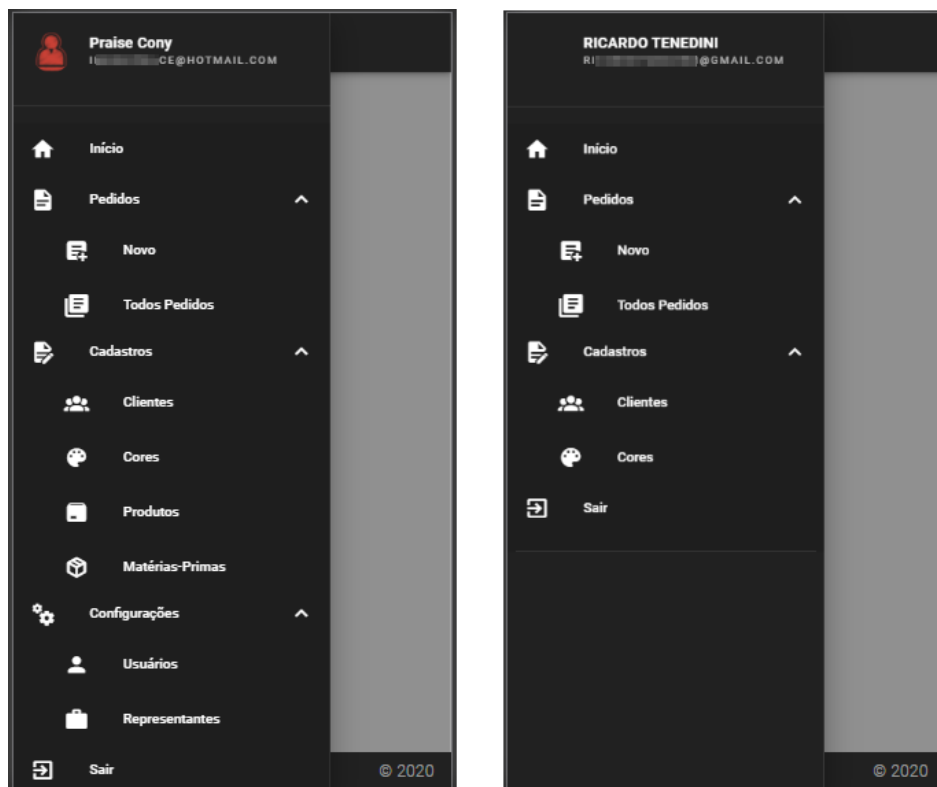 Praise Cony
CE@HOTMAIL.COM
Início
Pedidos
Novo
Todos Pedidos
Cadastros
Clientes
Cores
Produtos
Matérias-Primas
Configurações
Usuários
Representantes
Sair
© 2020
RICARDO TENEDINI
RI @GMAIL.COM
Início
Pedidos
Novo
Todos Pedidos
Cadastros
Clientes
Cores
Sair
© 2020